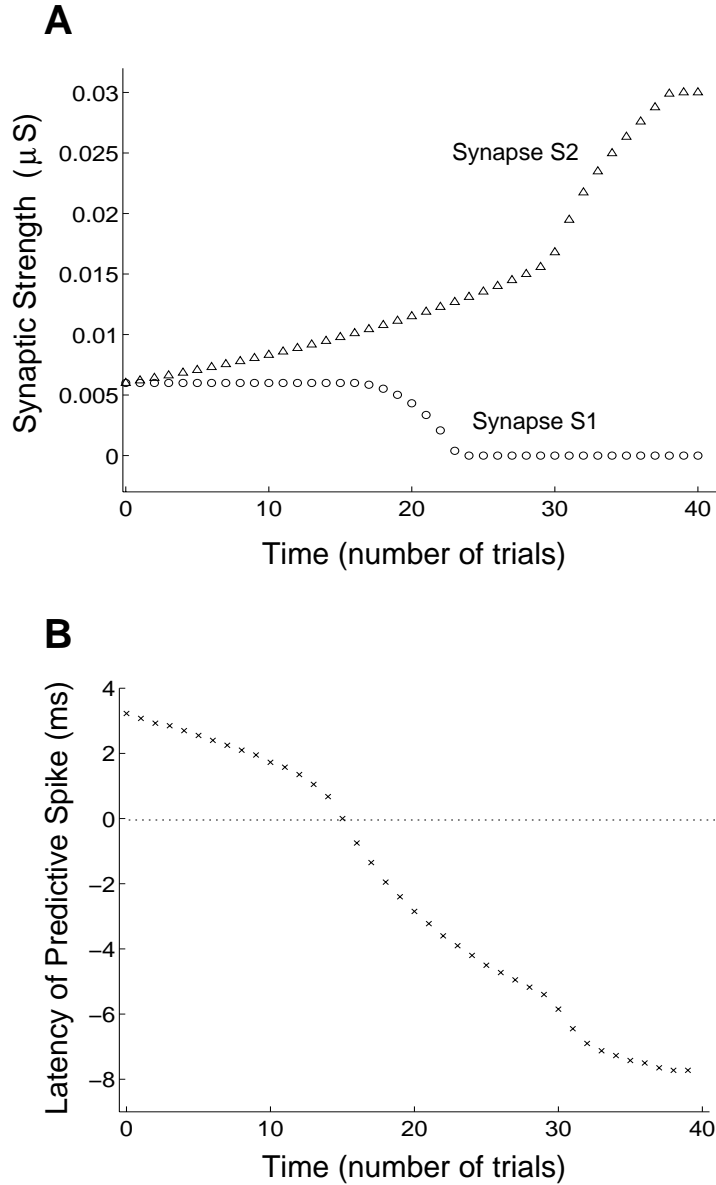 A
Synaptic Strength (μS)
0.03
0.025
0.02
0.015
0.01
0.005
0
Synapse S2
Synapse S1
0 10 20 30 40
Time (number of trials)
B
Latency of Predictive Spike (ms)
4
2
0
−2
−4
−6
−8
0 10 20 30 40
Time (number of trials)